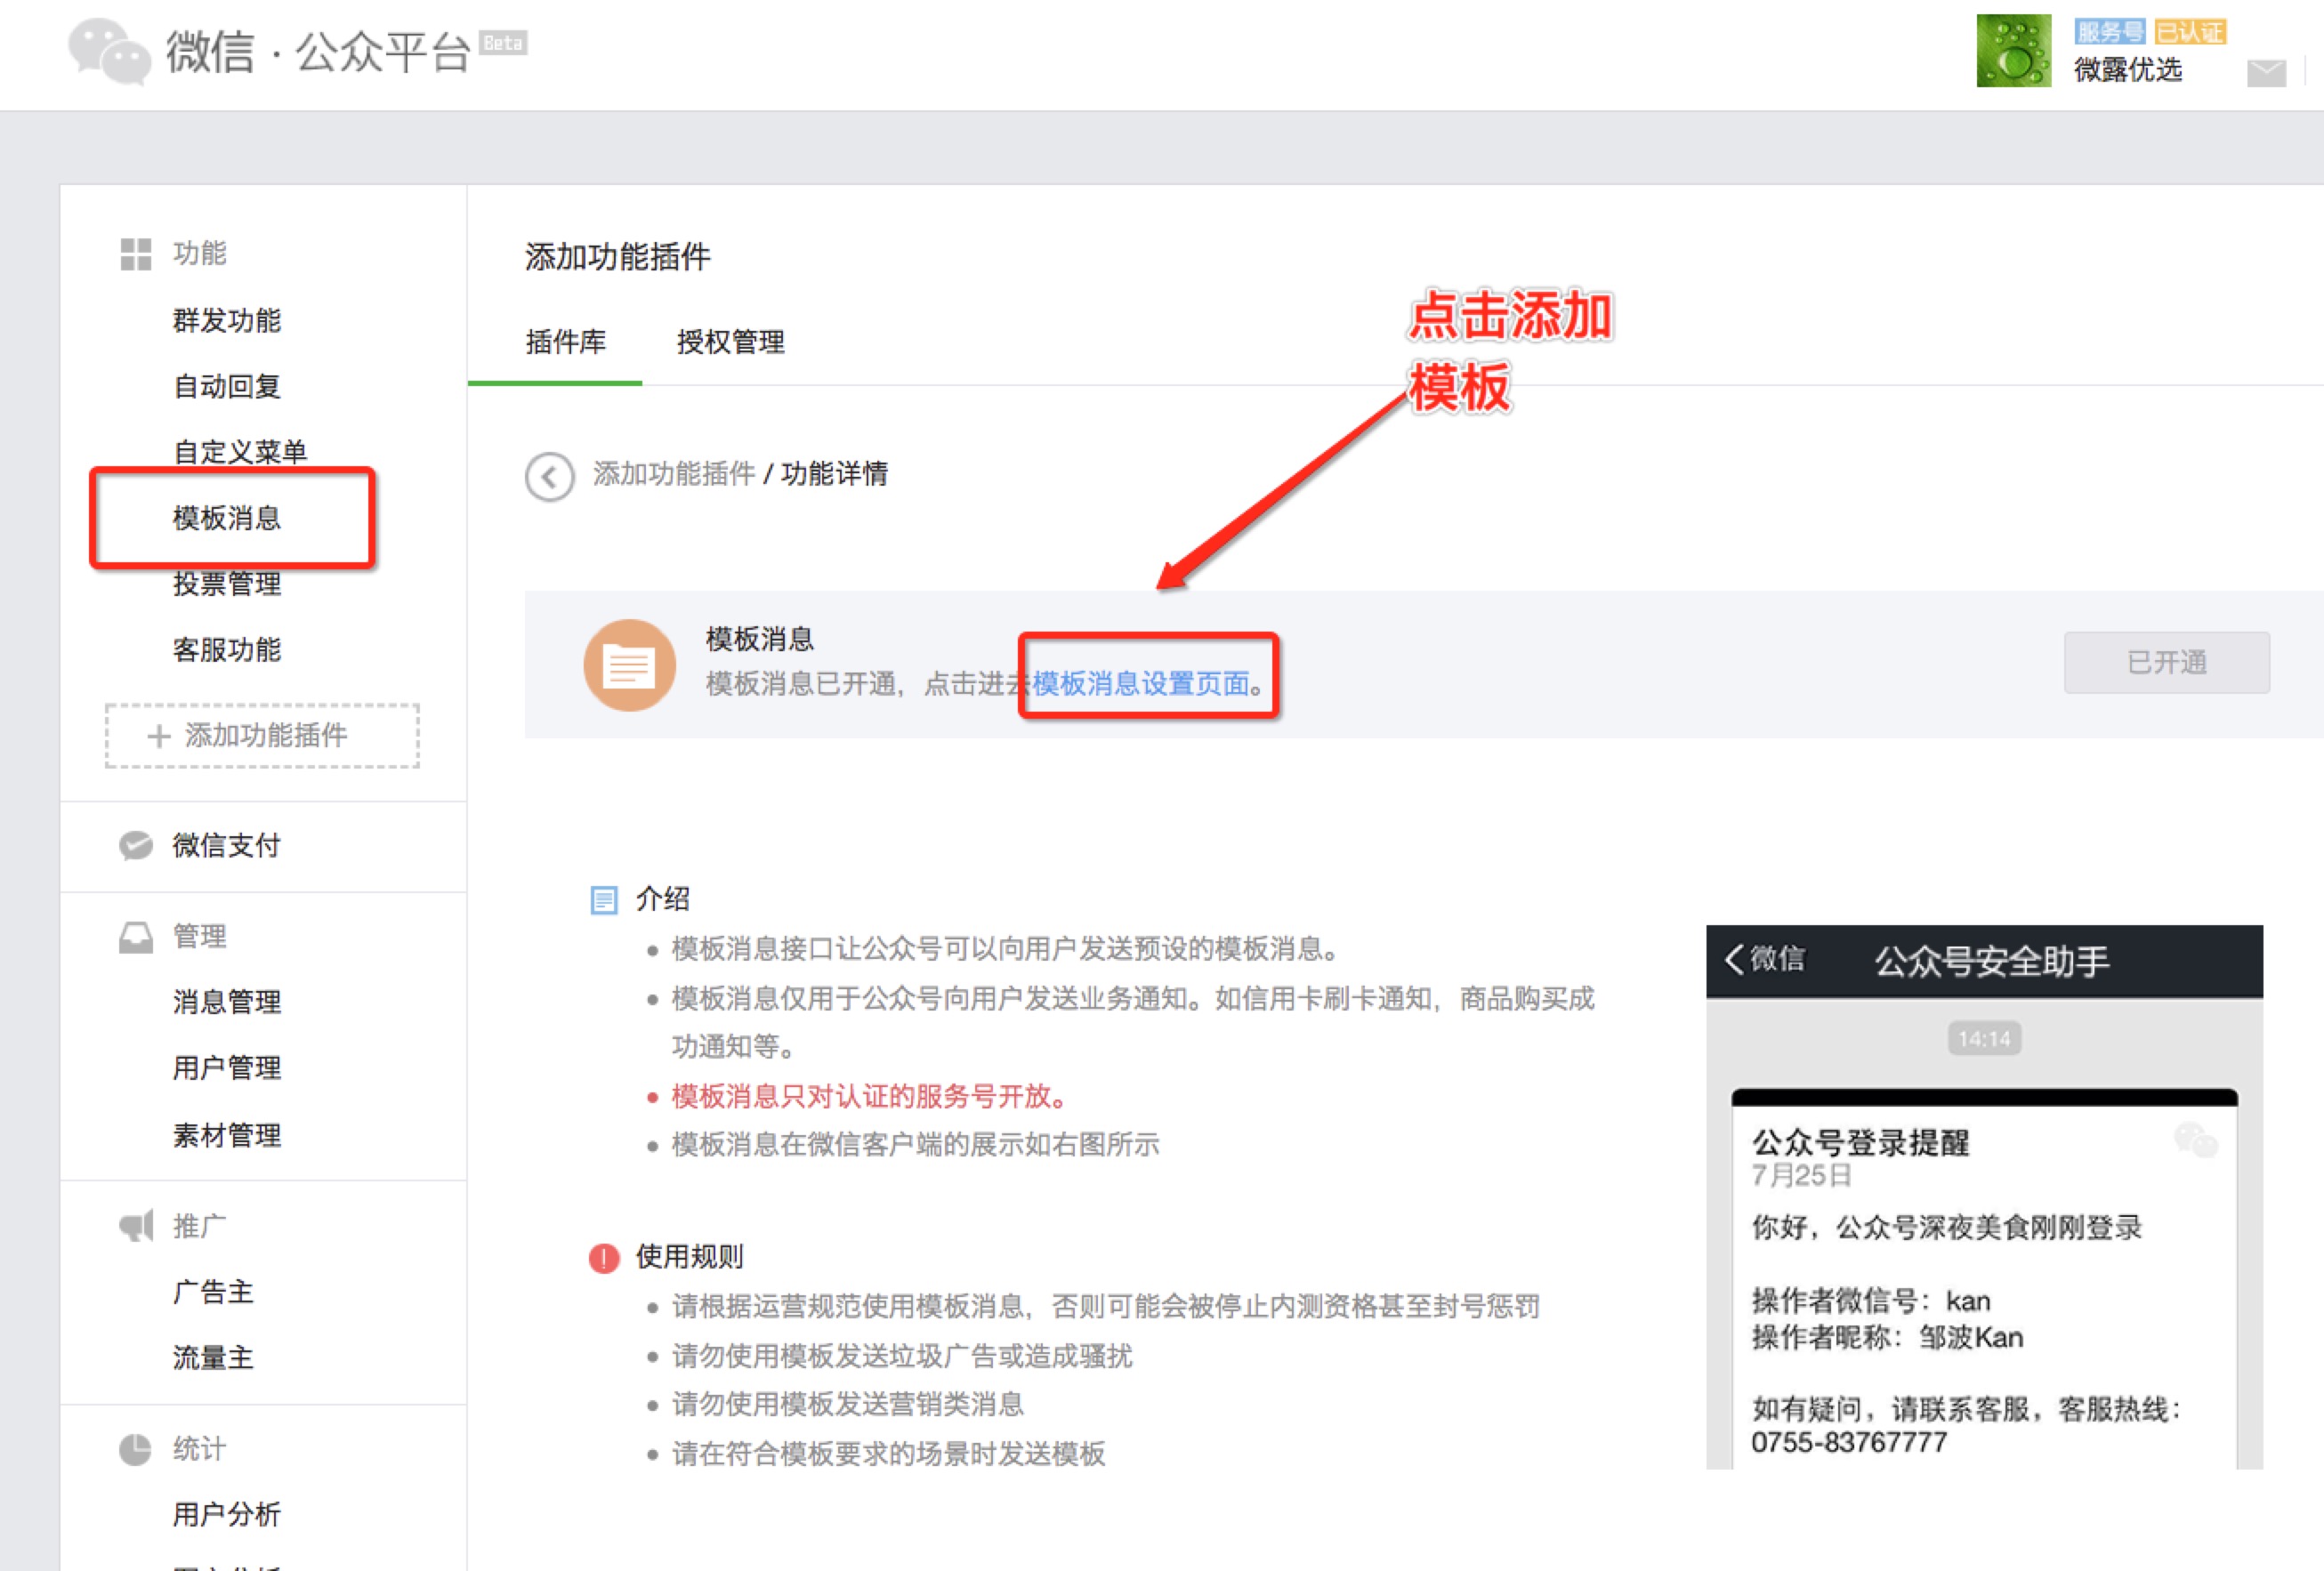 微信·公众平台 Beta
服务号 已认证
微露优选
功能
群发功能
自动回复
自定义菜单
模板消息
投票管理
客服功能
+ 添加功能插件
微信支付
管理
消息管理
用户管理
素材管理
推广
广告主
流量主
统计
用户分析
添加功能插件
插件库 授权管理
点击添加
模板
添加功能插件 / 功能详情
模板消息
模板消息已开通，点击进去模板消息设置页面。
已开通
介绍
模板消息接口让公众号可以向用户发送预设的模板消息。
模板消息仅用于公众号向用户发送业务通知。如信用卡刷卡通知，商品购买成
功通知等。
模板消息只对认证的服务号开放。
模板消息在微信客户端的展示如右图所示
使用规则
请根据运营规范使用模板消息，否则可能会被停止内测资格甚至封号惩罚
请勿使用模板发送垃圾广告或造成骚扰
请勿使用模板发送营销类消息
请在符合模板要求的场景时发送模板
微信 公众号安全助手
14:14
公众号登录提醒
7月25日
你好，公众号深夜美食刚刚登录
操作者微信号：kan
操作者昵称：邹波Kan
如有疑问，请联系客服，客服热线：
0755-83767777